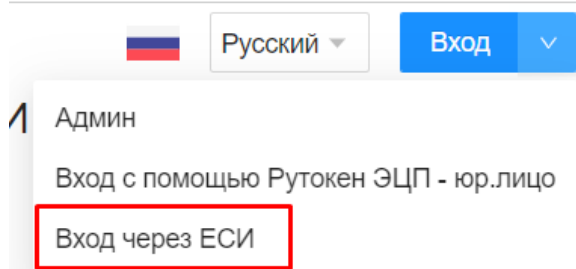 Русский
Вход
И
Админ
Вход с помощью Рутокен ЭЦП - юр.лицо
Вход через ЕСИ